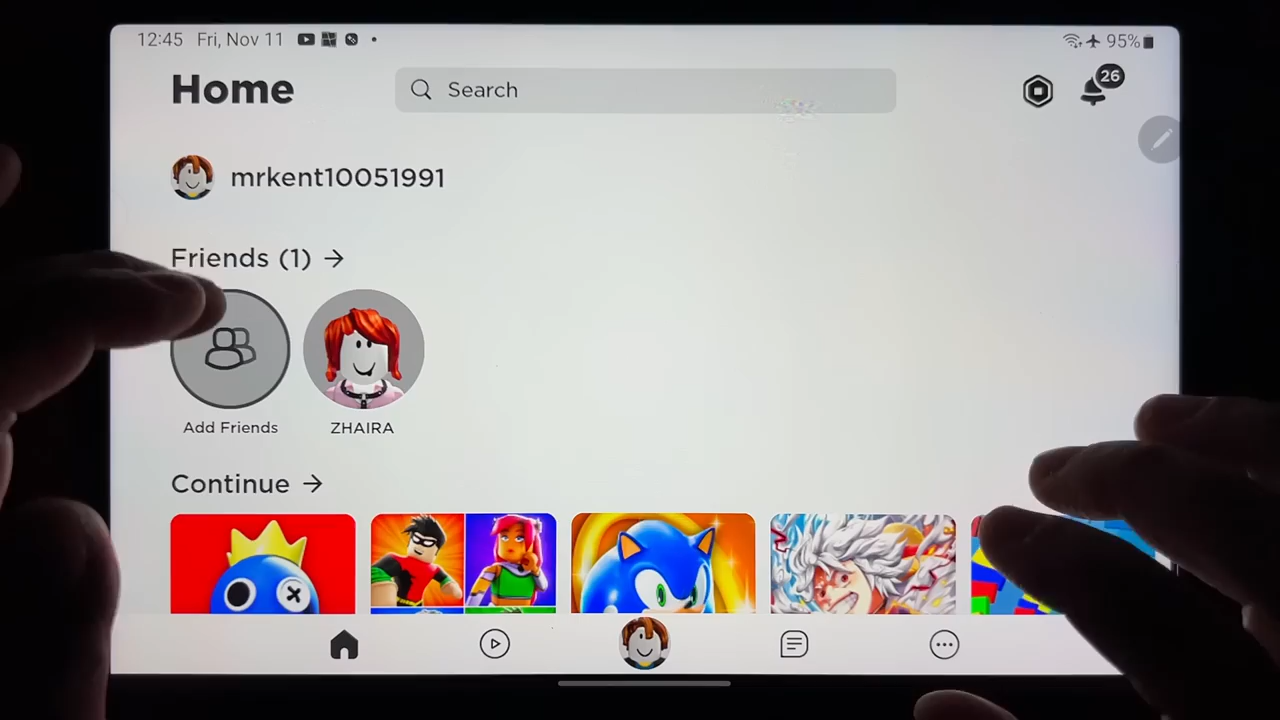 12:45 Fri, Nov 11
95%
Home
Search
26
mrkent10051991
Friends (1) →
Add Friends
ZHAIRA
Continue →